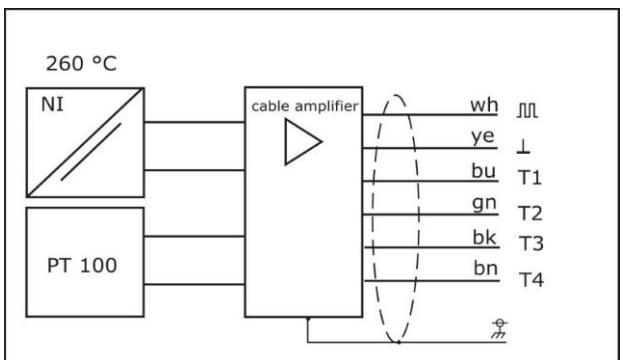 260 °C
NI
cable amplifier
wh
ye
bu T1
gn T2
bk T3
bn T4
PT 100